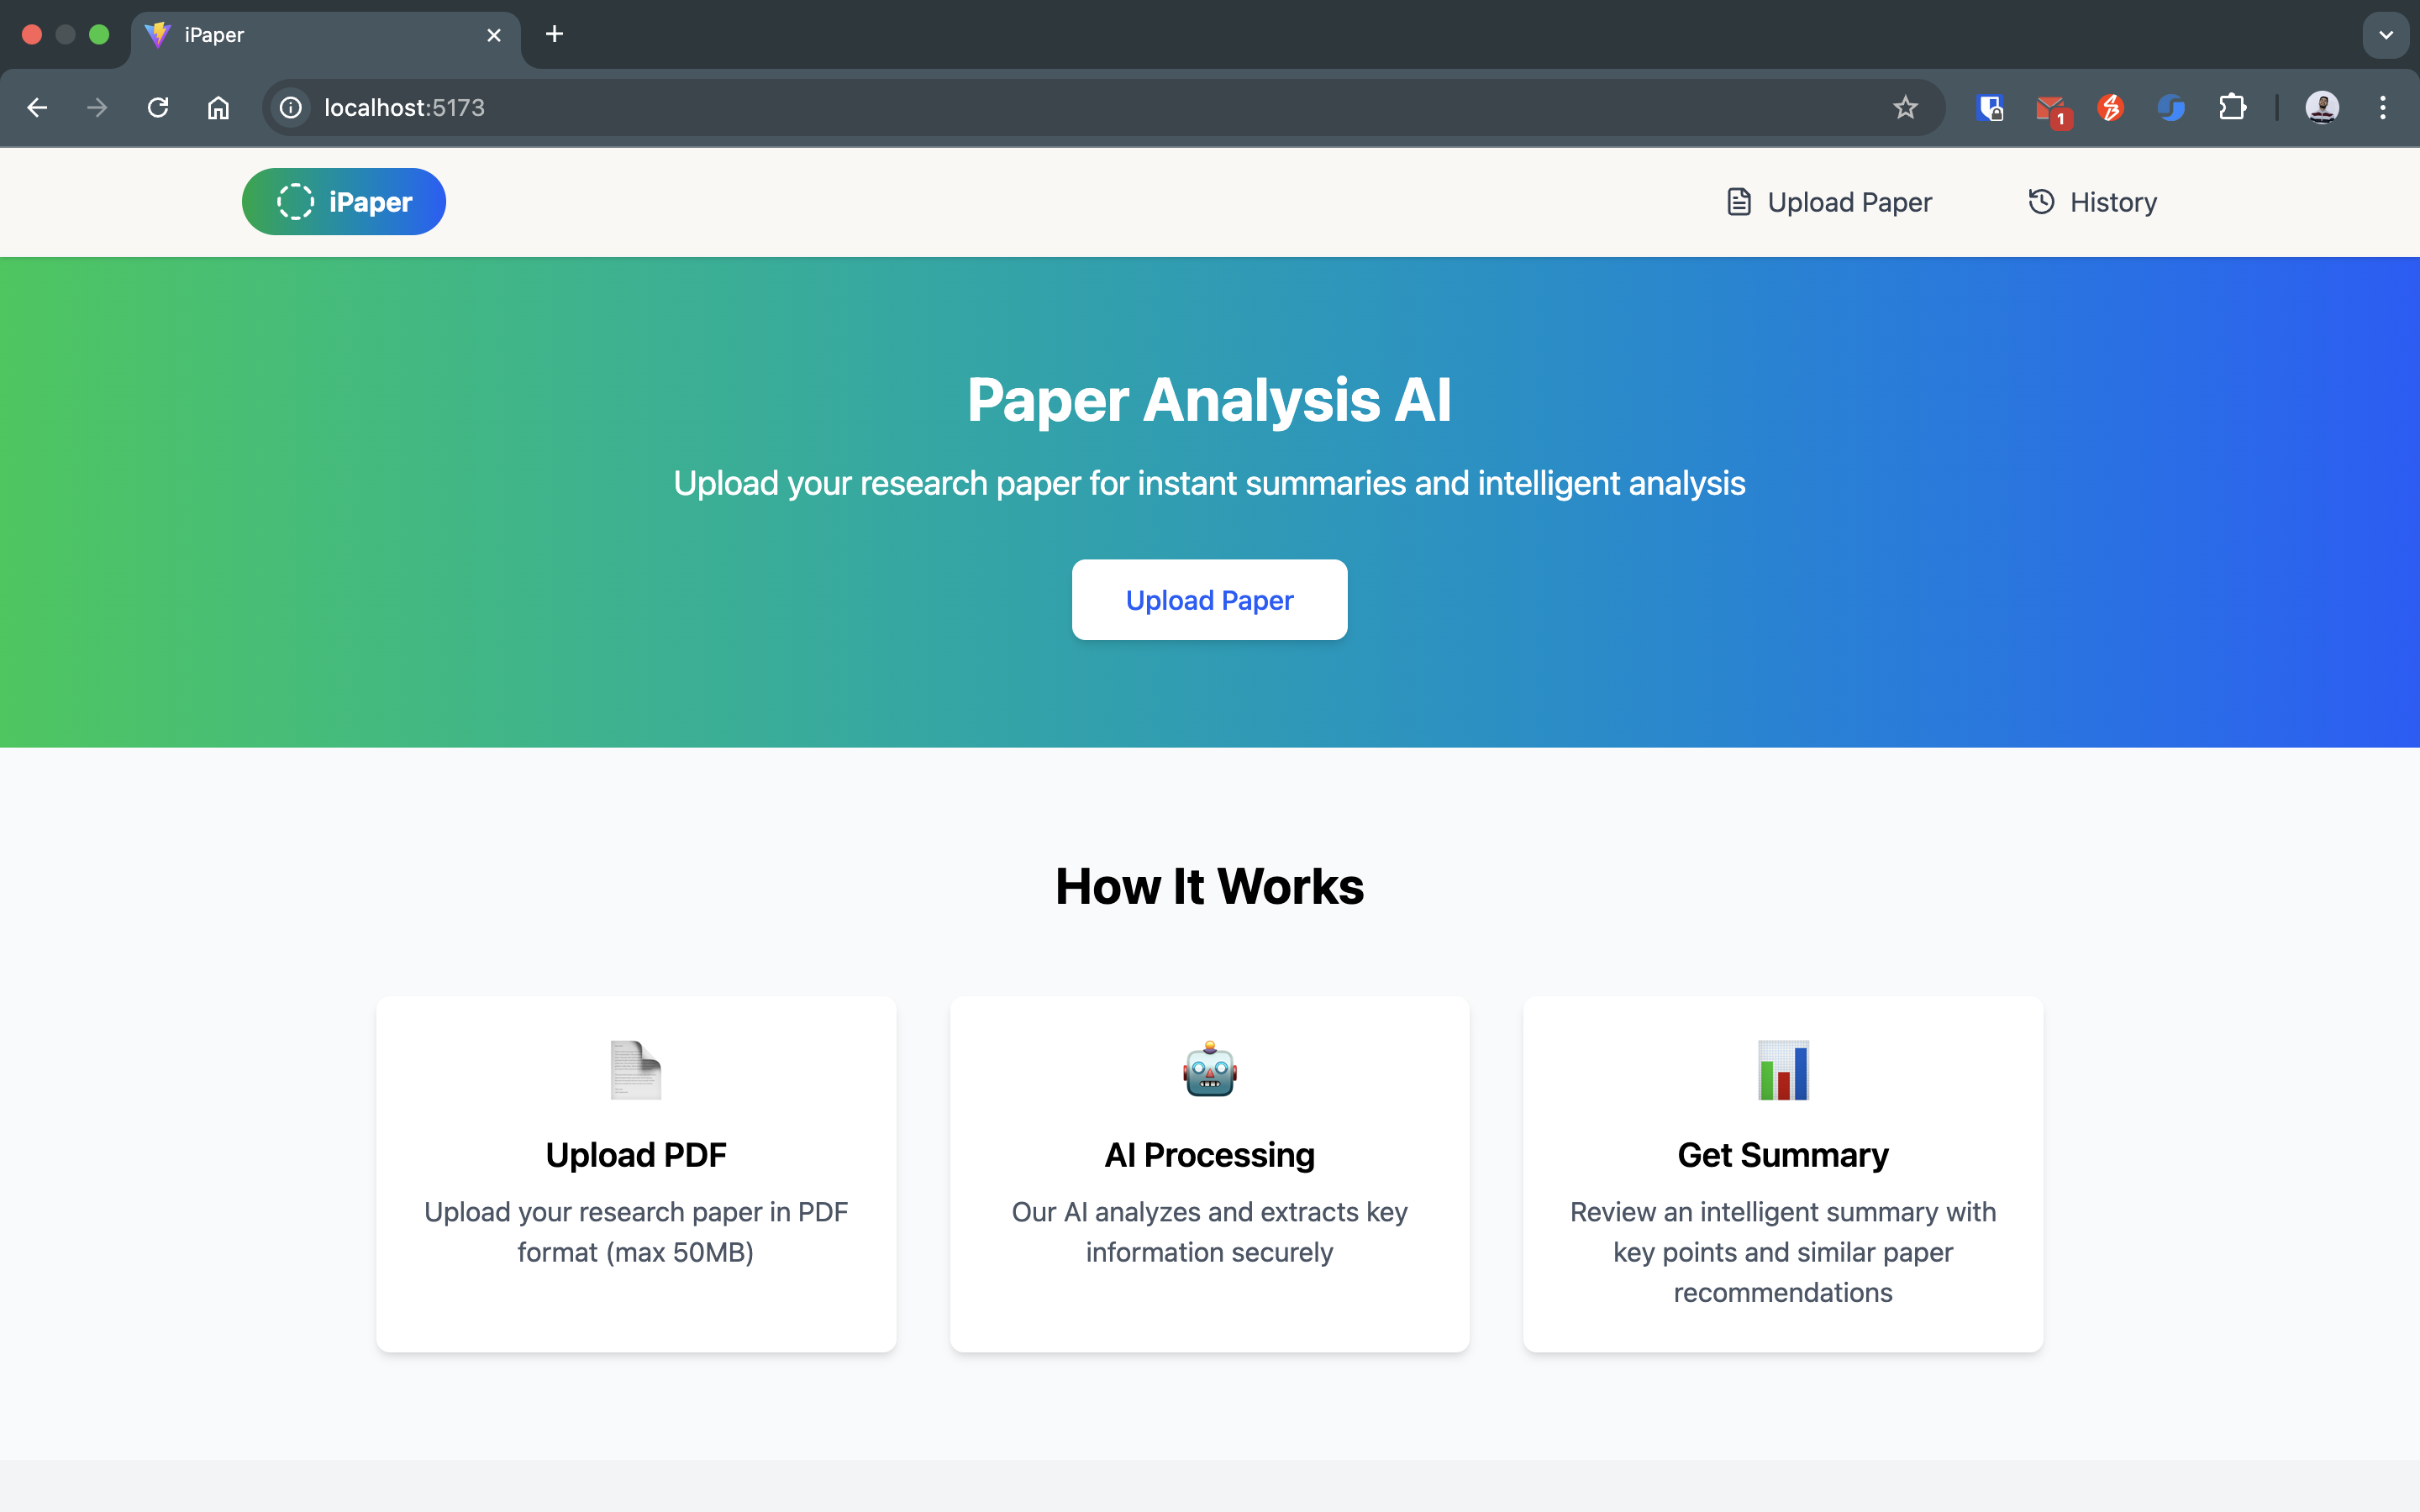 iPaper
localhost:5173
1
iPaper
Upload Paper
History
Paper Analysis AI
Upload your research paper for instant summaries and intelligent analysis
Upload Paper
How It Works
Upload PDF
Upload your research paper in PDF
format (max 50MB)
AI Processing
Our AI analyzes and extracts key
information securely
Get Summary
Review an intelligent summary with
key points and similar paper
recommendations